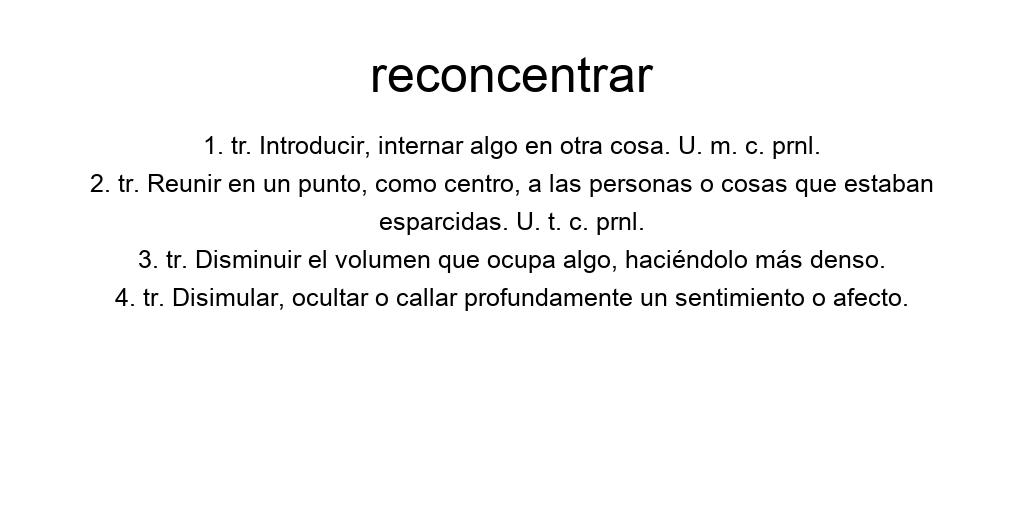 reconcentrar
1. tr. Introducir, internar algo en otra cosa. U. m. c. prnl.
2. tr. Reunir en un punto, como centro, a las personas o cosas que estaban
esparcidas. U. t. c. prnl.
3. tr. Disminuir el volumen que ocupa algo, haciéndolo más denso.
4. tr. Disimular, ocultar o callar profundamente un sentimiento o afecto.